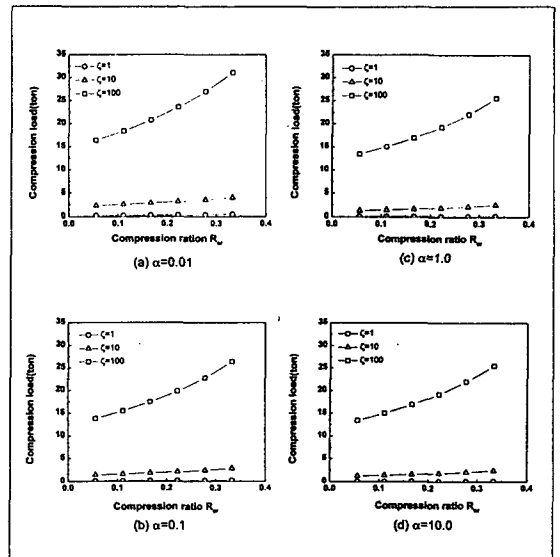 35
30
25
20
15
10
5
0
0.0 0.1 0.2 0.3 0.4
Compression load(ton)
ζ=1
ζ=10
ζ=100
Compression ration R_w
(a) α=0.01
35
30
25
20
15
10
5
0
0.0 0.1 0.2 0.3 0.4
Compression load(ton)
ζ=1
ζ=10
ζ=100
Compression ratio R_w
(c) α=1.0
35
30
25
20
15
10
5
0
0.0 0.1 0.2 0.3 0.4
Compression load(ton)
ζ=1
ζ=10
ζ=100
Compression ratio R_w
(b) α=0.1
35
30
25
20
15
10
5
0
0.0 0.1 0.2 0.3 0.4
Compression load(ton)
ζ=1
ζ=10
ζ=100
Compression ratio R_w
(d) α=10.0